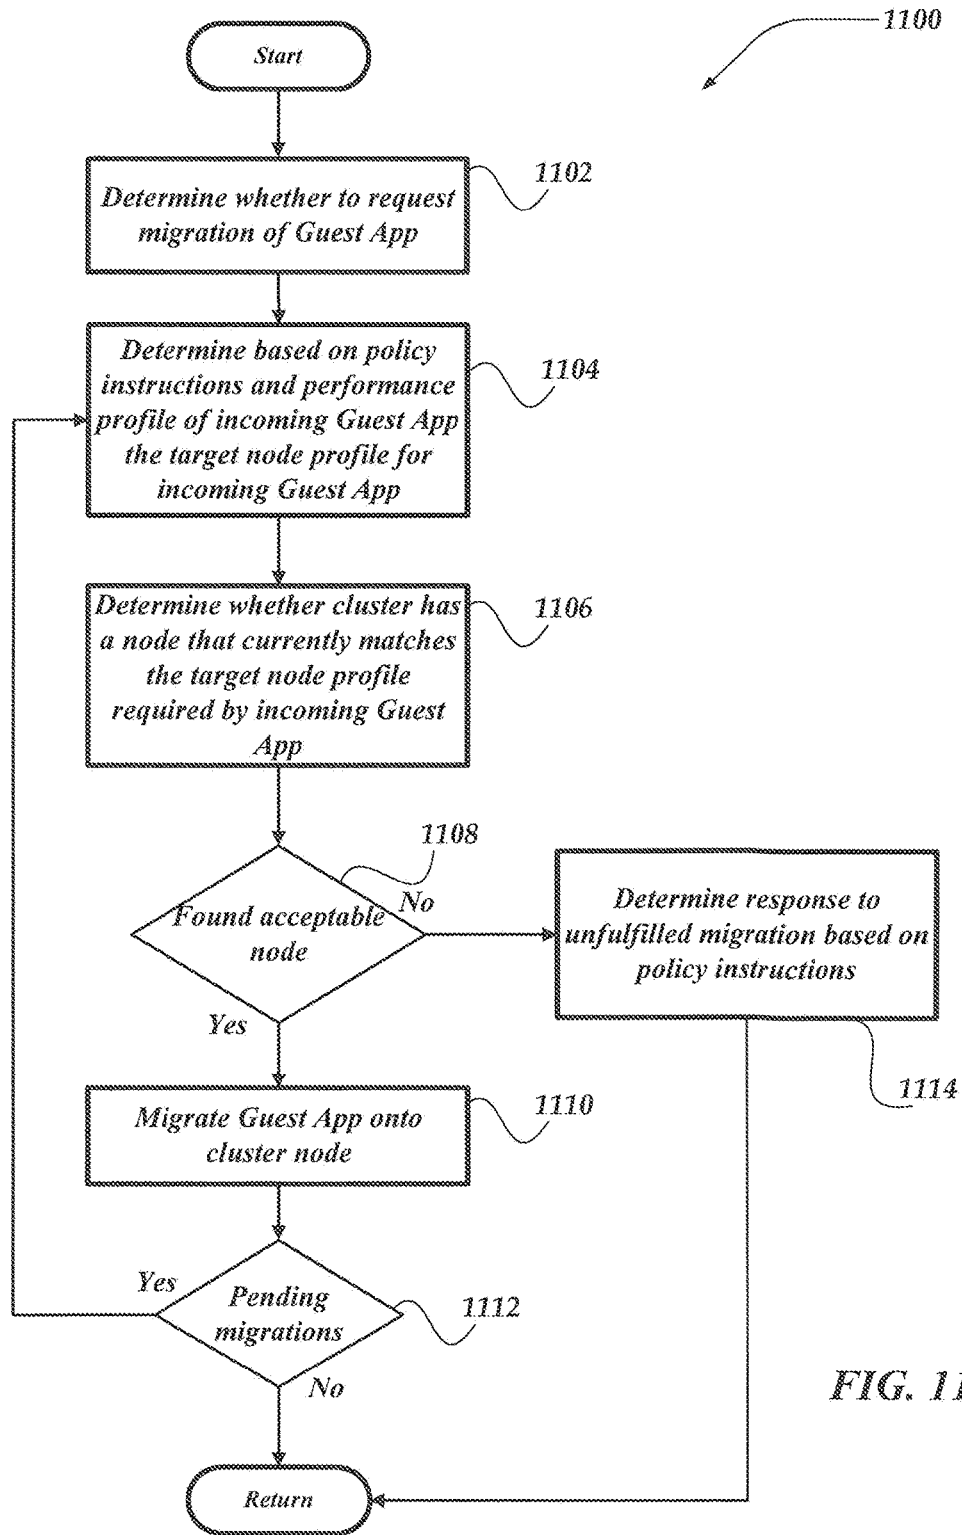 1100
Start
1102
Determine whether to request
migration of Guest App
Determine based on policy
instructions and performance
profile of incoming Guest App
the target node profile for
incoming Guest App
1104
Determine whether cluster has
a node that currently matches
the target node profile
required by incoming Guest
App
1106
1108
Found acceptable
node
No
Yes
Determine response to
unfulfilled migration based on
policy instructions
1114
Migrate Guest App onto
cluster node
1110
Yes
Pending
migrations
1112
No
FIG. 11
Return